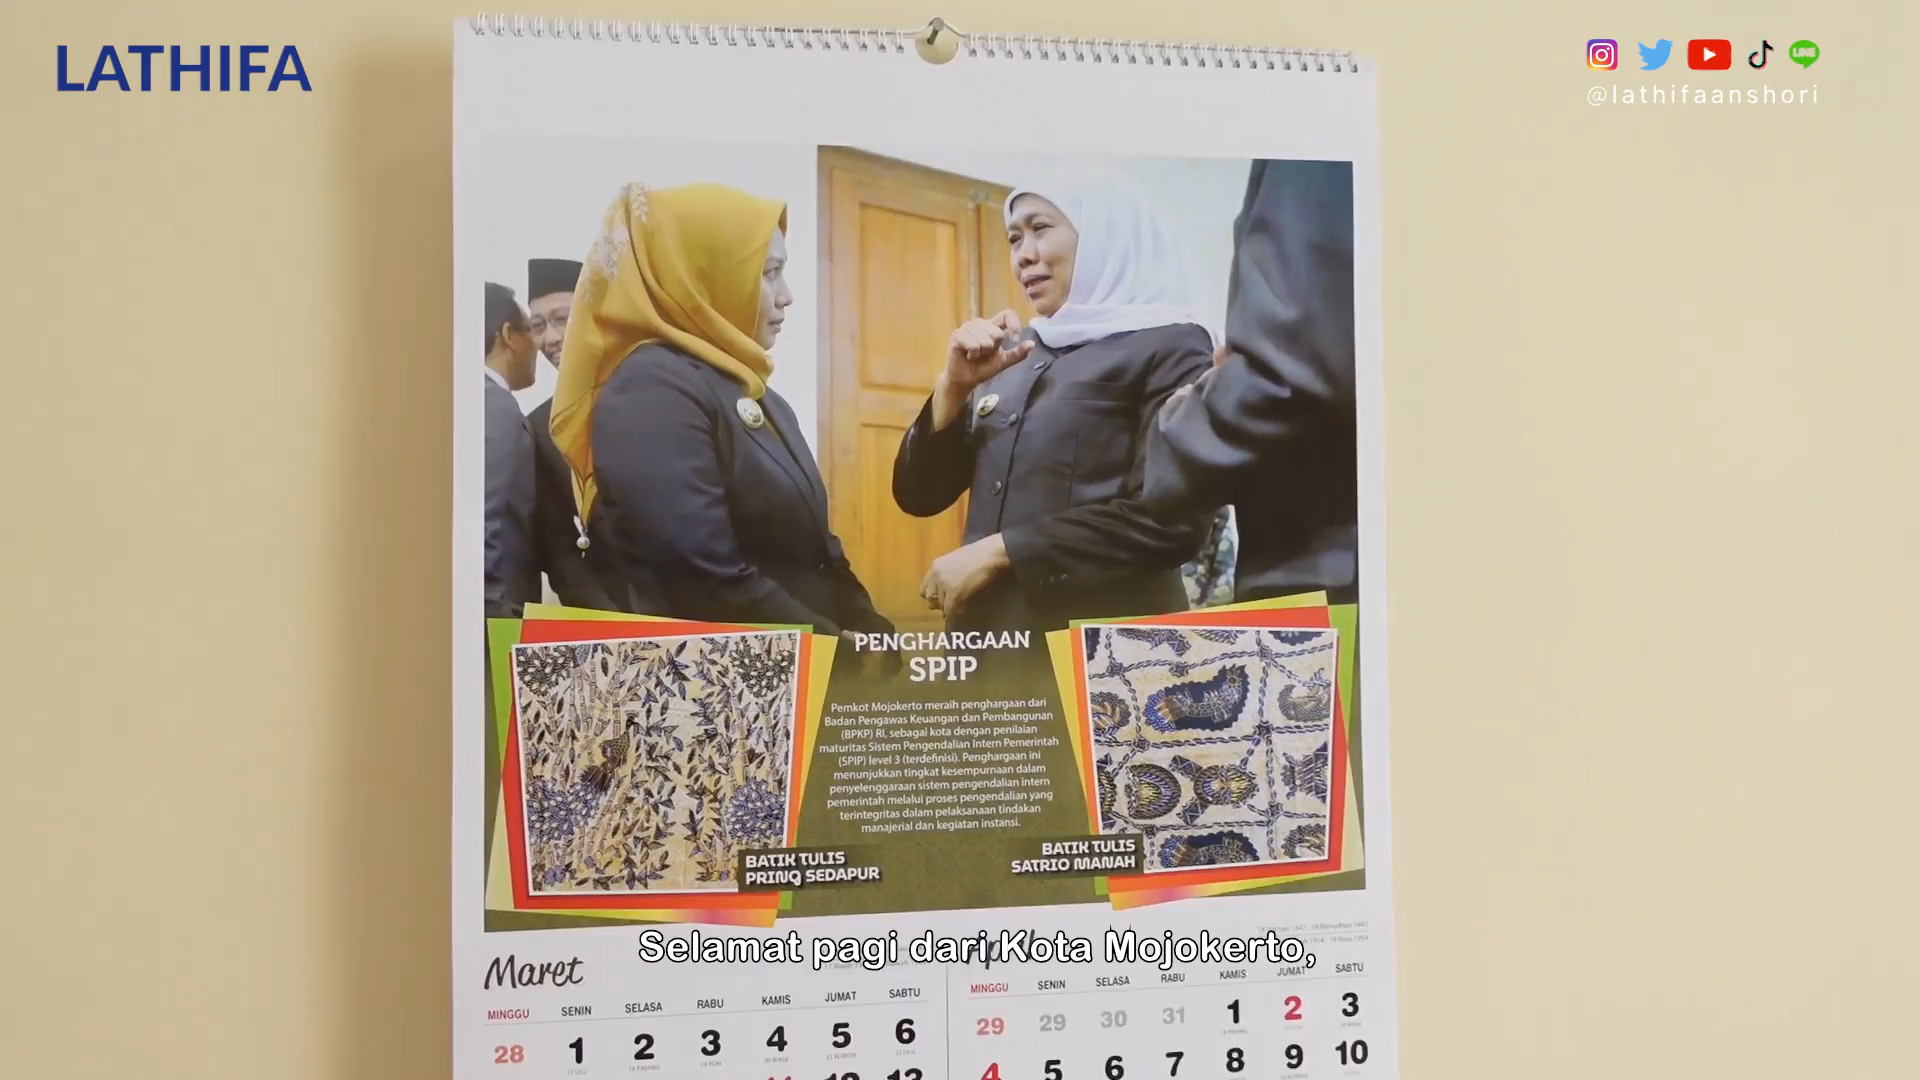 LATHIFA
LINE
@lathifaanshori
PENGHARGAAN
SPIP
Pemkot Mojokerto meraih penghargaan dari
Badan Pengawas Keuangan dan Pembangunan
(BPKP) RI, sebagai kota dengan penilaian
maturitas Sistem Pengendalian Intern Pemerintah
(SPIP) level 3 (terdefinisi). Penghargaan ini
menunjukkan tingkat kesempurnaan dalam
penyelenggaraan sistem pengendalian intern
pemerintah melalui proses pengendalian yang
terintegritas dalam pelaksanaan tindakan
manajerial dan kegiatan instansi.
BATIK TULIS
PRING SEDAPUR
BATIK TULIS
SATRIO MANAH
Selamat pagi dari Kota Mojokerto,
Maret
MINGGU SENIN SELASA RABU KAMIS JUMAT SABTU
28 1 2 3 4 5 6
MINGGU SENIN SELASA RABU KAMIS JUMAT SABTU
29 29 30 31 1 2 3
4 5 6 7 8 9 10